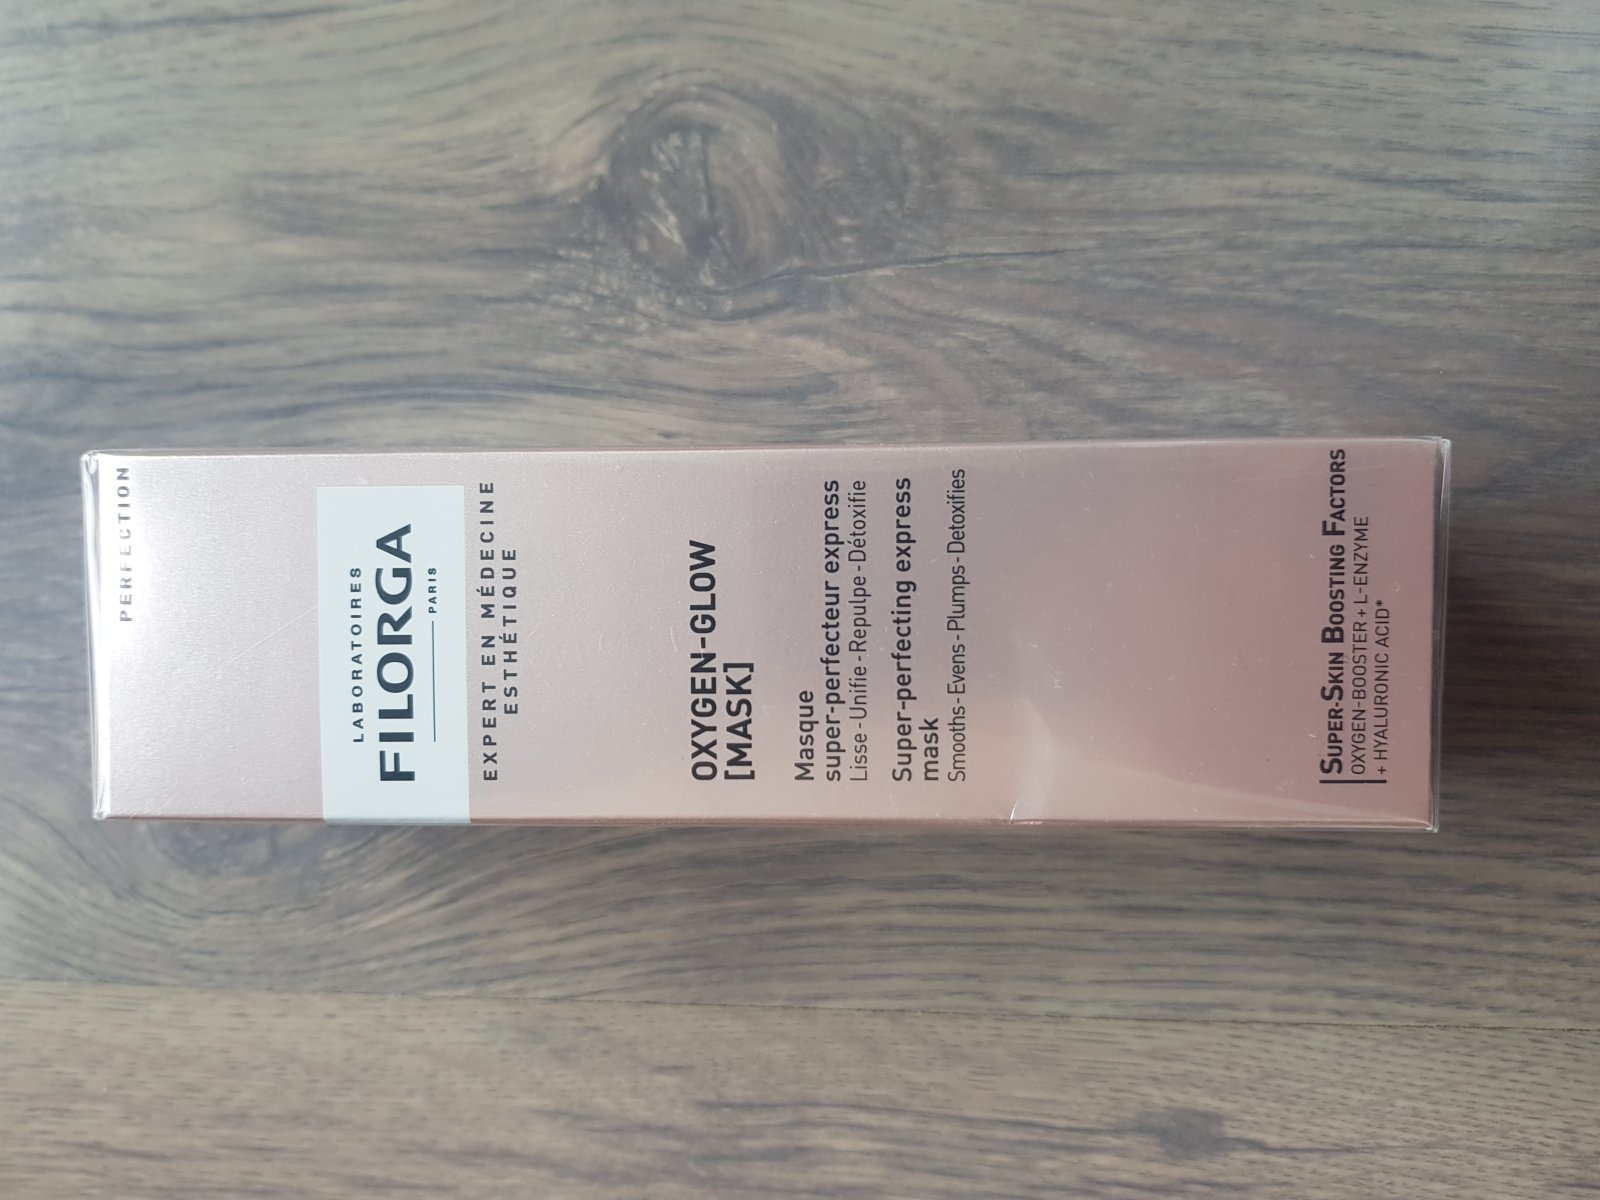 PERFECTION
LABORATOIRES
FILORGA
PARIS
EXPERT EN MÉDECINE
ESTHÉTIQUE
OXYGEN-GLOW
[MASK]
Masque
super-perfecteur express
Lisse - Unifie - Repulpe - Détoxifie
Super-perfecting express
mask
Smooths - Evens - Plumps - Detoxifies
SUPER-SKIN BOOSTING FACTORS
OXYGEN-BOOSTER + L-ENZYME
+ HYALURONIC ACID*